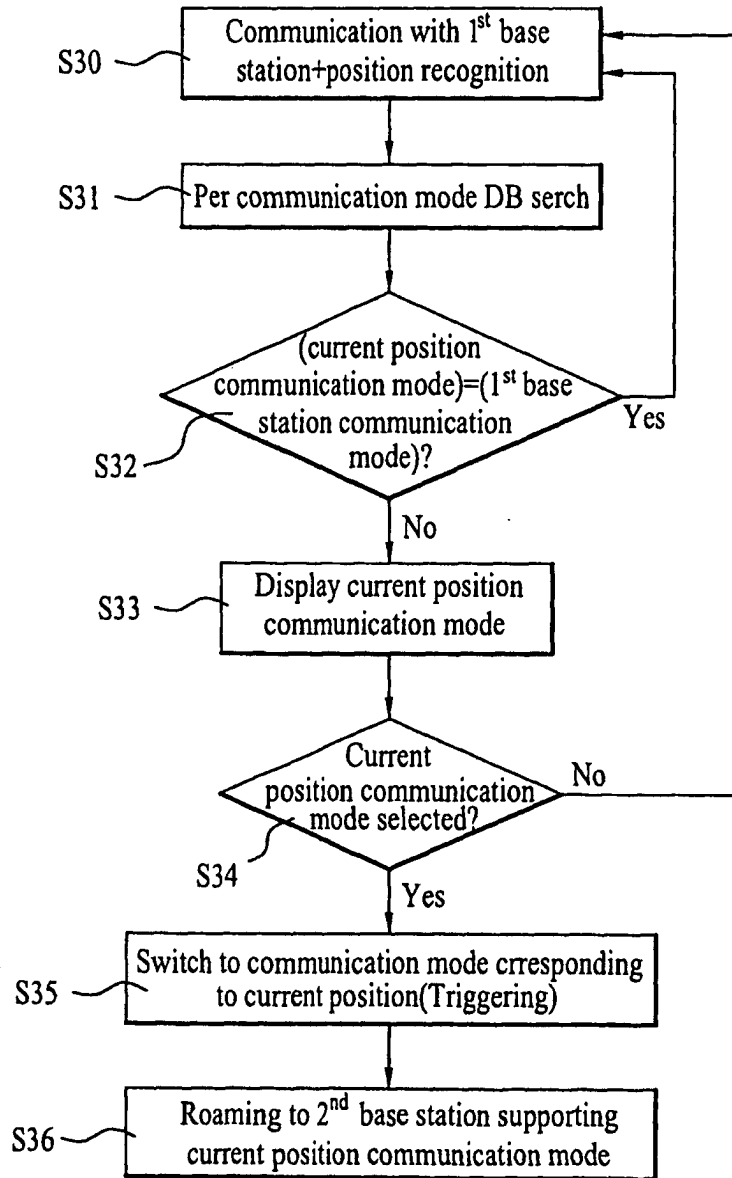 Communication with 1st base
station+position recognition
S30
Per communication mode DB serch
S31
(current position
communication mode)=(1st base
station communication
mode)?
S32
Yes
No
Display current position
communication mode
S33
Current
position communication
mode selected?
S34
No
Yes
Switch to communication mode crresponding
to current position(Triggering)
S35
Roaming to 2nd base station supporting
current position communication mode
S36